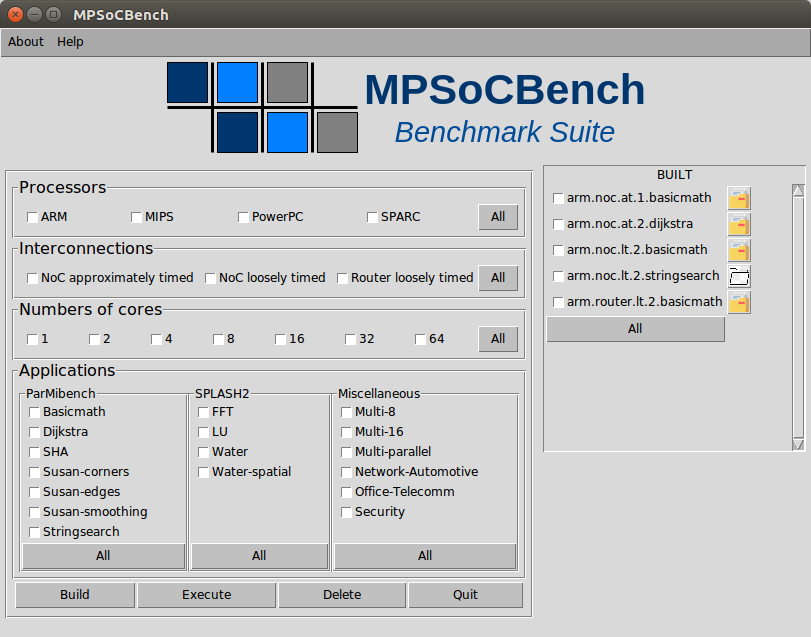 MPSoCBench
About Help
MPSoCBench
Benchmark Suite
Processors
ARM MIPS PowerPC SPARC All
Interconnections
NoC approximately timed NoC loosely timed Router loosely timed All
Numbers of cores
1 2 4 8 16 32 64 All
Applications
ParMibench
Basicmath
Dijkstra
SHA
Susan-corners
Susan-edges
Susan-smoothing
Stringsearch
All
SPLASH2
FFT
LU
Water
Water-spatial
All
Miscellaneous
Multi-8
Multi-16
Multi-parallel
Network-Automotive
Office-Telecomm
Security
All
Build Execute Delete Quit
BUILT
arm.noc.at.1.basicmath
arm.noc.at.2.dijkstra
arm.noc.lt.2.basicmath
arm.noc.lt.2.stringsearch
arm.router.lt.2.basicmath
All